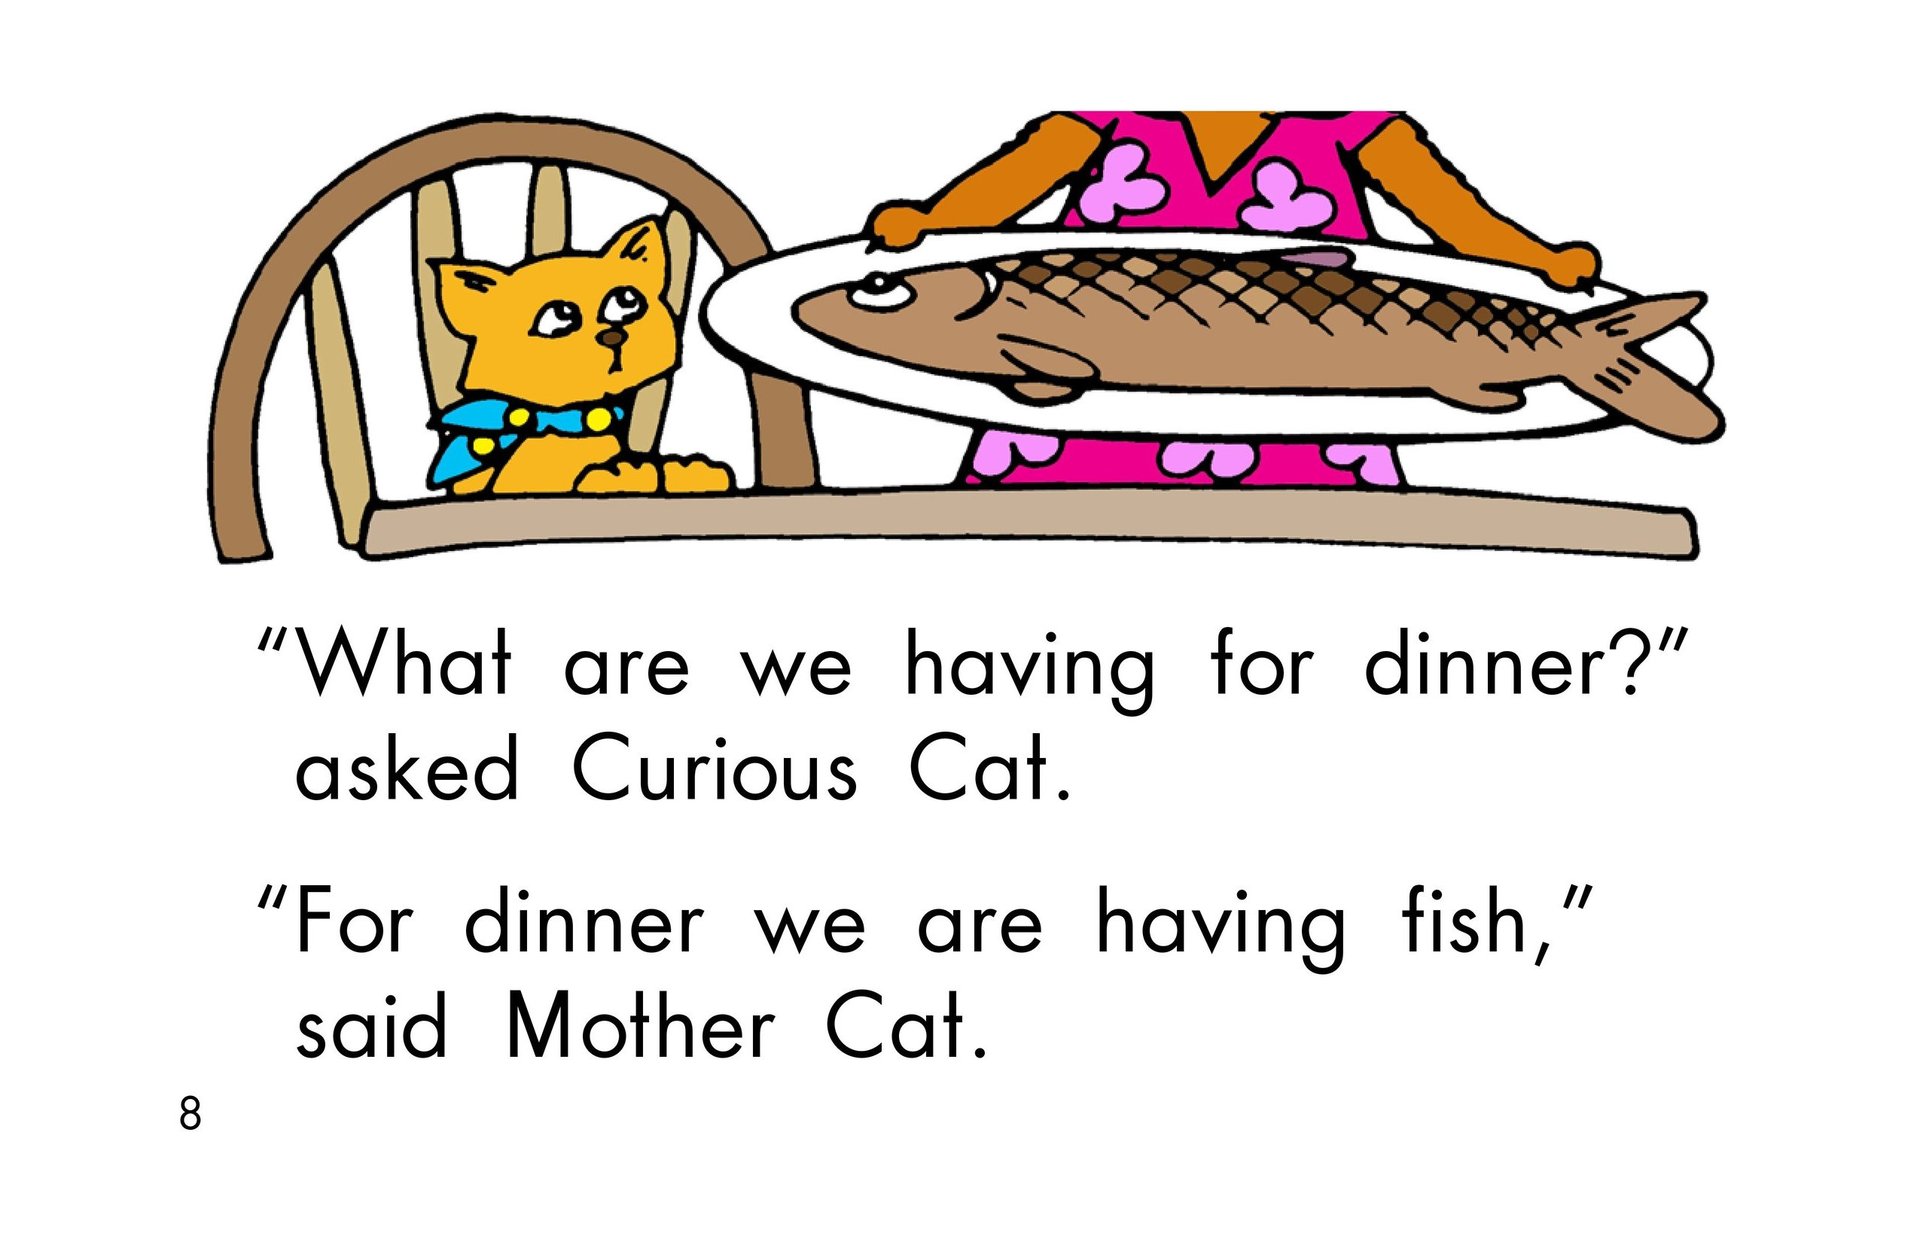 “What are we having for dinner?”
asked Curious Cat.
“For dinner we are having fish,”
said Mother Cat.
8